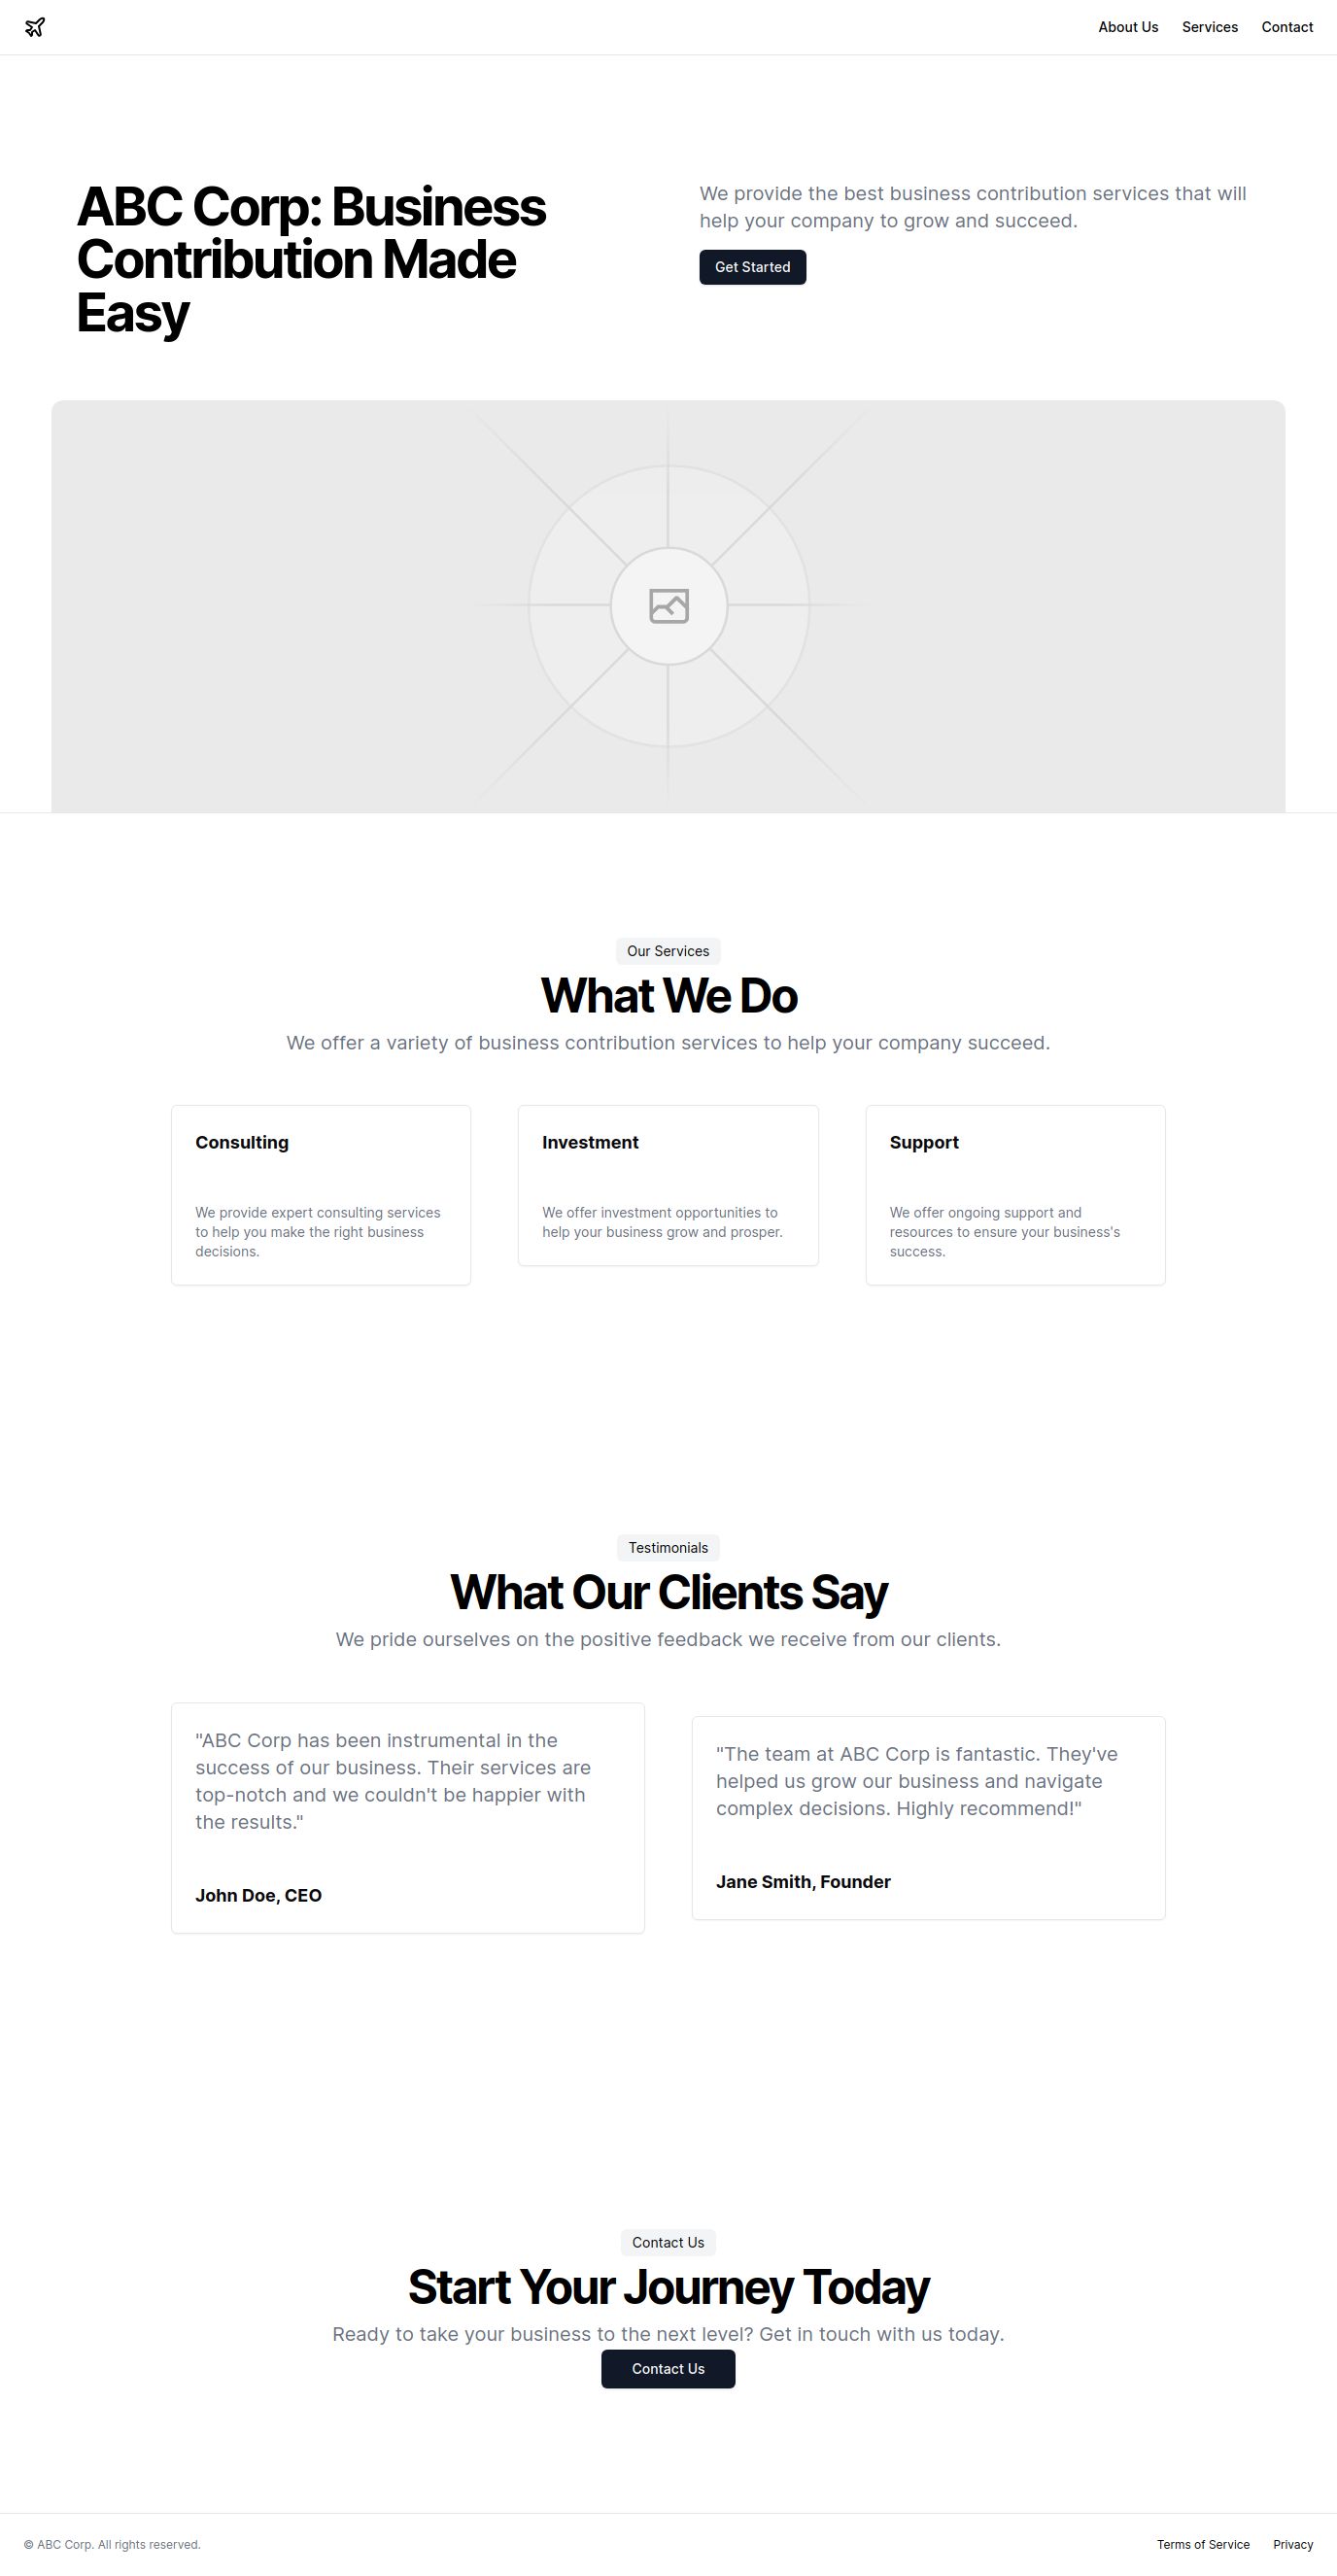 About Us Services Contact
ABC Corp: Business
Contribution Made
Easy
We provide the best business contribution services that will
help your company to grow and succeed.
Get Started
Our Services
What We Do
We offer a variety of business contribution services to help your company succeed.
Consulting
We provide expert consulting services
to help you make the right business
decisions.
Investment
We offer investment opportunities to
help your business grow and prosper.
Support
We offer ongoing support and
resources to ensure your business's
success.
Testimonials
What Our Clients Say
We pride ourselves on the positive feedback we receive from our clients.
"ABC Corp has been instrumental in the
success of our business. Their services are
top-notch and we couldn't be happier with
the results."
John Doe, CEO
"The team at ABC Corp is fantastic. They've
helped us grow our business and navigate
complex decisions. Highly recommend!"
Jane Smith, Founder
Contact Us
Start Your Journey Today
Ready to take your business to the next level? Get in touch with us today.
Contact Us
© ABC Corp. All rights reserved.
Terms of Service Privacy